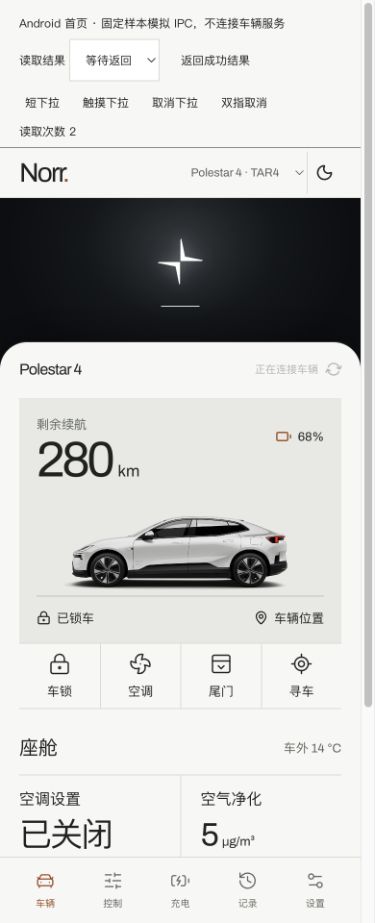 Android 首页 · 固定样本模拟 IPC，不连接车辆服务
读取结果 等待返回 返回成功结果
短下拉 触摸下拉 取消下拉 双指取消
读取次数 2
Norr. Polestar 4 · TAR4
Polestar 4 正在连接车辆
剩余续航
280 km 68%
已锁车 车辆位置
车锁 空调 尾门 寻车
座舱 车外 14 °C
空调设置 空气净化
已关闭 5 μg/m³
车辆 控制 充电 记录 设置